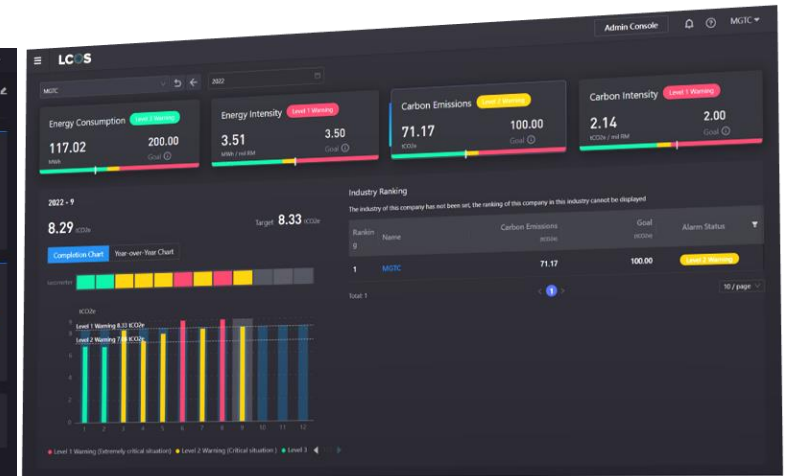 Admin Console
MGTC
LCOS
MGTC
2022
Energy Consumption
117.02
MWh
200.00
Goal
Energy Intensity
Level 1 Warning
3.51
MWh / mil RM
3.50
Goal
Carbon Emissions
Level 2 Warning
71.17
tCO2e
100.00
Goal
Carbon Intensity
Level 1 Warning
2.14
tCO2e / mil RM
2.00
Goal
2022 - 9
8.29 tCO2e
Target 8.33 tCO2e
Completion Chart
Year-over-Year Chart
tCO2e
Level 1 Warning 8.33 tCO2e
Level 2 Warning
8
6
4
2
0
1 2 3 4 5 6 7 8 9 10 11 12
Level 1 Warning (Extremely critical situation)
Level 2 Warning (Critical situation )
Level 3
Industry Ranking
The industry of this company has not been set, the ranking of this company in this industry cannot be displayed
Rankin
g
Name
Carbon Emissions
tCO2e
Goal
tCO2e
Alarm Status
1
MGTC
71.17
100.00
Level 2 Warning
Total 1
1
10 / page